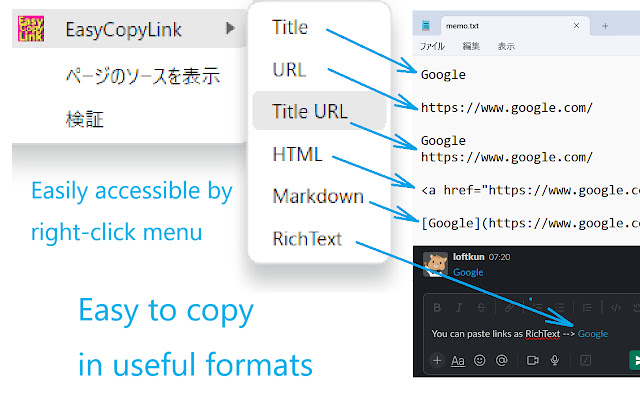 Easy
Copy
Link
EasyCopyLink
ページのソースを表示
検証
Title
URL
Title URL
HTML
Markdown
RichText
Easily accessible by
right-click menu
Easy to copy
in useful formats
memo.txt
ファイル 編集 表示
Google
https://www.google.com/
Google
https://www.google.com/
<a href="https://www.google.co
[Google](https://www.google.co
loftkun 07:20
Google
B I S
You can paste links as RichText --> Google
Aa